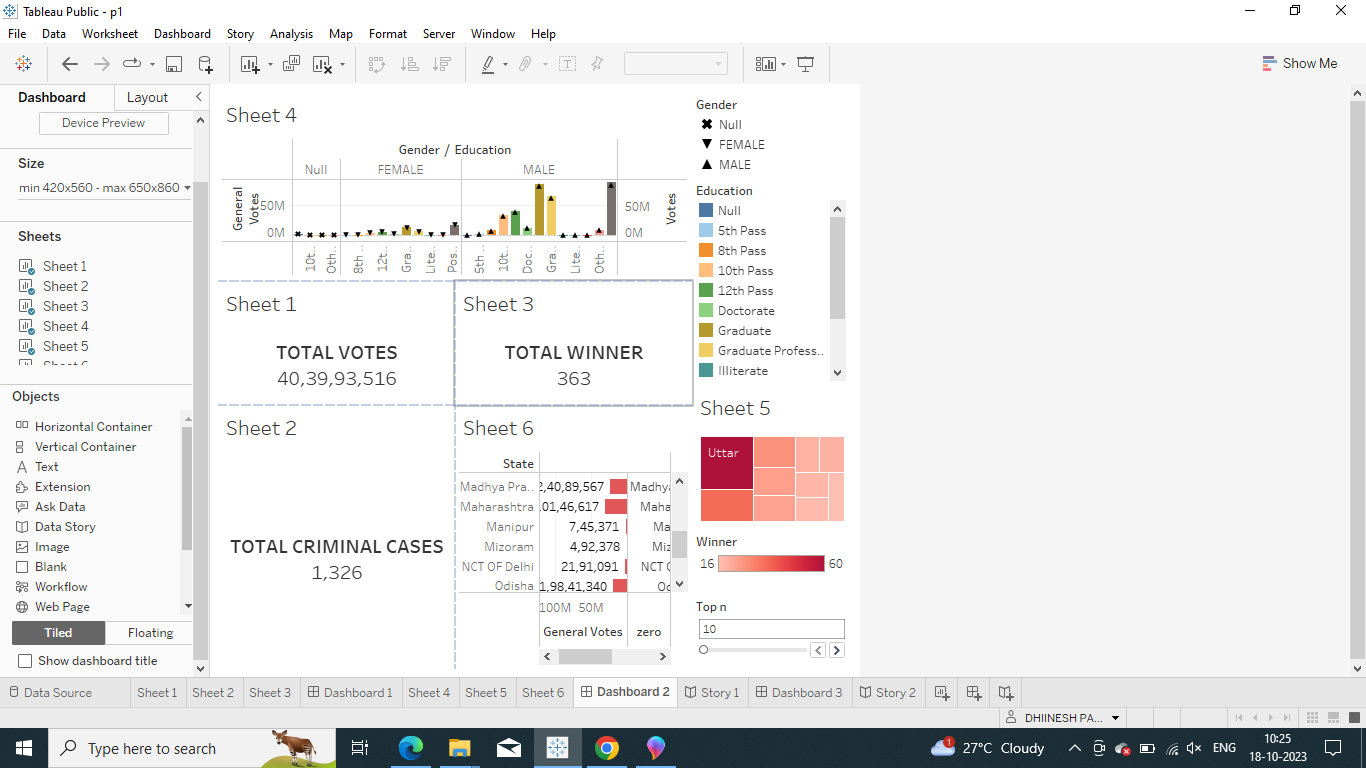 Tableau Public - p1
File Data Worksheet Dashboard Story Analysis Map Format Server Window Help
Show Me
Dashboard Layout
Device Preview
Size
min 420x560 - max 650x860
Sheets
Sheet 1
Sheet 2
Sheet 3
Sheet 4
Sheet 5
Objects
Horizontal Container
Vertical Container
Text
Extension
Ask Data
Data Story
Image
Blank
Workflow
Web Page
Tiled Floating
Show dashboard title
Sheet 4
Gender / Education
Null FEMALE MALE
General Votes
50M
0M
50M
0M
Votes
10t.. Oth.. 8th .. 12t.. Gra.. Lite.. Pos.. 5th .. 10t.. Doc.. Gra.. Lite.. Oth..
Sheet 1
TOTAL VOTES
40,39,93,516
Sheet 3
TOTAL WINNER
363
Sheet 2
TOTAL CRIMINAL CASES
1,326
Sheet 6
State
Madhya Pra.. 2,40,89,567 Madhya
Maharashtra 01,46,617 Maha
Manipur 7,45,371 Ma
Mizoram 4,92,378 Miz
NCT OF Delhi 21,91,091 NCT
Odisha 1,98,41,340 Od
100M 50M
General Votes zero
Gender
Null
FEMALE
MALE
Education
Null
5th Pass
8th Pass
10th Pass
12th Pass
Doctorate
Graduate
Graduate Profess..
Illiterate
Sheet 5
Uttar
Winner
16 60
Top n
10
Data Source Sheet 1 Sheet 2 Sheet 3 Dashboard 1 Sheet 4 Sheet 5 Sheet 6 Dashboard 2 Story 1 Dashboard 3 Story 2
DHINESH PA...
Type here to search
1
27°C Cloudy
ENG
10:25
18-10-2023